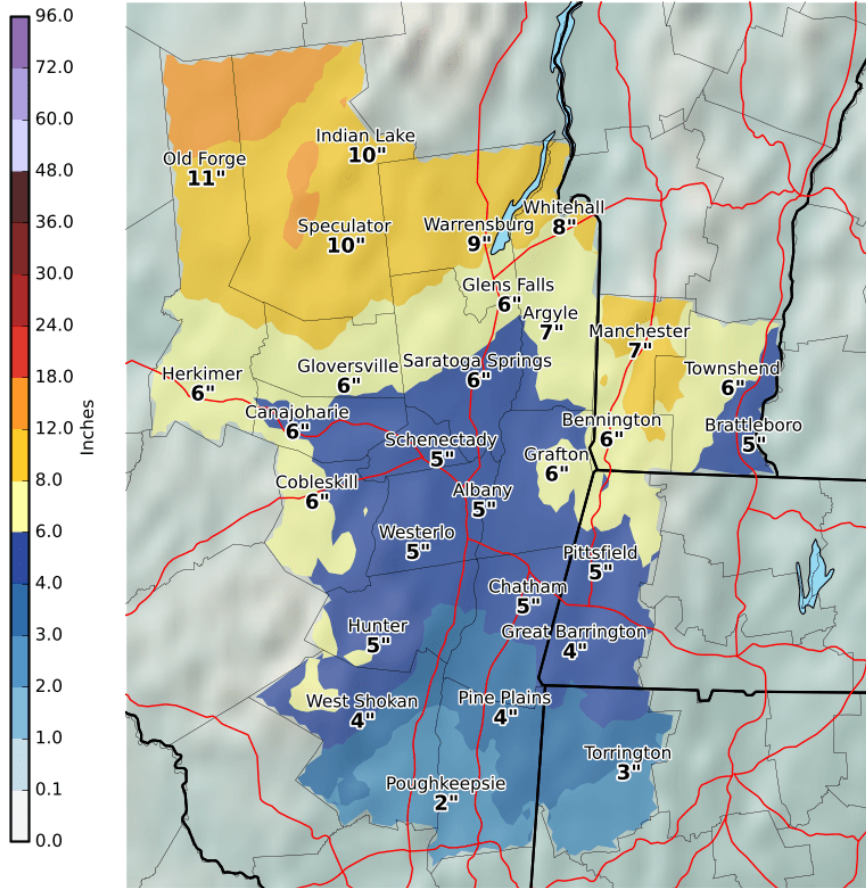 96.0
72.0
60.0
48.0
36.0
30.0
24.0
18.0
12.0
8.0
6.0
4.0
3.0
2.0
1.0
0.1
0.0
Inches
Indian Lake
10"
Old Forge
11"
Whitehall
8"
Speculator
10"
Warrensburg
9"
Glens Falls
6"
Argyle
7"
Manchester
7"
Saratoga Springs
6"
Gloversville
6"
Townshend
6"
Herkimer
6"
Canajoharie
6"
Bennington
6"
Brattleboro
5"
Schenectady
5"
Grafton
6"
Cobleskill
6"
Albany
5"
Westerlo
5"
Pittsfield
5"
Chatham
5"
Hunter
5"
Great Barrington
4"
West Shokan
4"
Pine Plains
4"
Torrington
3"
Poughkeepsie
2"